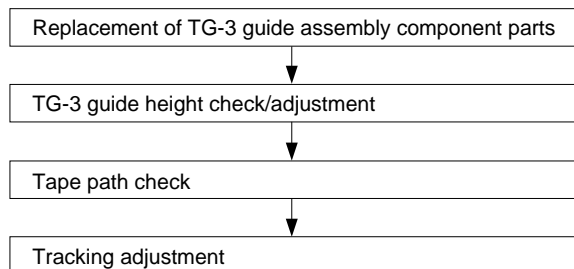 Replacement of TG-3 guide assembly component parts
TG-3 guide height check/adjustment
Tape path check
Tracking adjustment